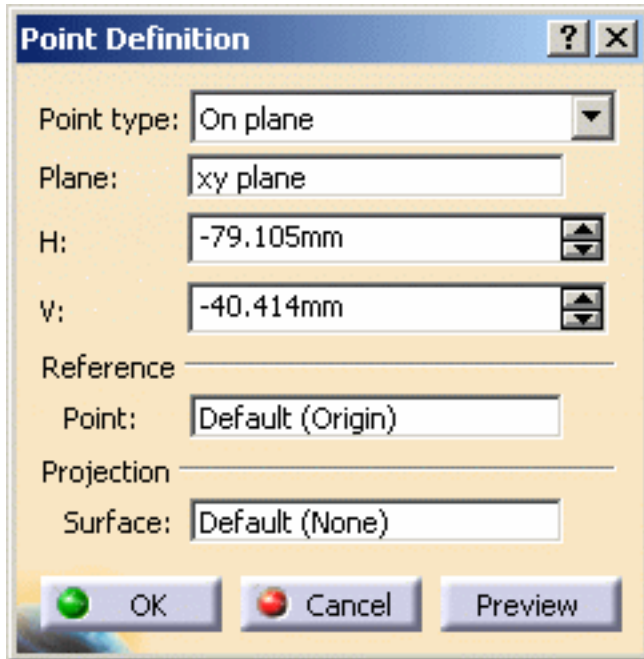 Point Definition ? X
Point type: On plane
Plane: xy plane
H: -79.105mm
V: -40.414mm
Reference
Point: Default (Origin)
Projection
Surface: Default (None)
OK Cancel Preview